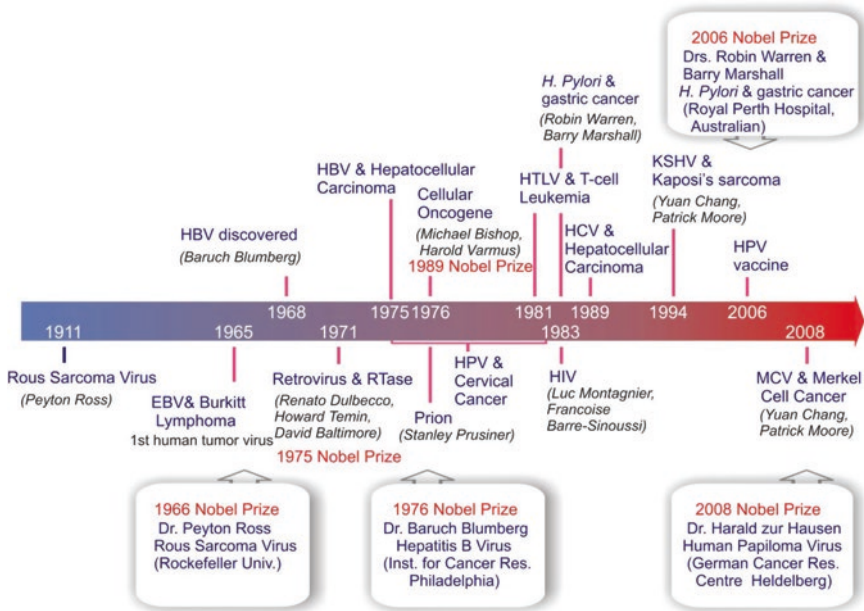 2006 Nobel Prize
Drs. Robin Warren &
Barry Marshall
H. Pylori & gastric cancer
(Royal Perth Hospital,
Australian)
H. Pylori &
gastric cancer
(Robin Warren,
Barry Marshall)
HBV & Hepatocellular
Carcinoma
Cellular
Oncogene
(Michael Bishop,
Harold Varmus)
1989 Nobel Prize
HTLV & T-cell
Leukemia
KSHV &
Kaposi's sarcoma
(Yuan Chang,
Patrick Moore)
HBV discovered
(Baruch Blumberg)
HCV &
Hepatocellular
Carcinoma
HPV
vaccine
1968
1975
1976
1981
1989
1994
2006
1911
1965
1971
1983
2008
Rous Sarcoma Virus
(Peyton Ross)
EBV& Burkitt
Lymphoma
1st human tumor virus
Retrovirus & RTase
(Renato Dulbecco,
Howard Temin,
David Baltimore)
1975 Nobel Prize
Prion
(Stanley Prusiner)
HPV &
Cervical
Cancer
HIV
(Luc Montagnier,
Francoise
Barre-Sinoussi)
MCV & Merkel
Cell Cancer
(Yuan Chang,
Patrick Moore)
1966 Nobel Prize
Dr. Peyton Ross
Rous Sarcoma Virus
(Rockefeller Univ.)
1976 Nobel Prize
Dr. Baruch Blumberg
Hepatitis B Virus
(Inst. for Cancer Res.
Philadelphia)
2008 Nobel Prize
Dr. Harald zur Hausen
Human Papiloma Virus
(German Cancer Res.
Centre Heidelberg)